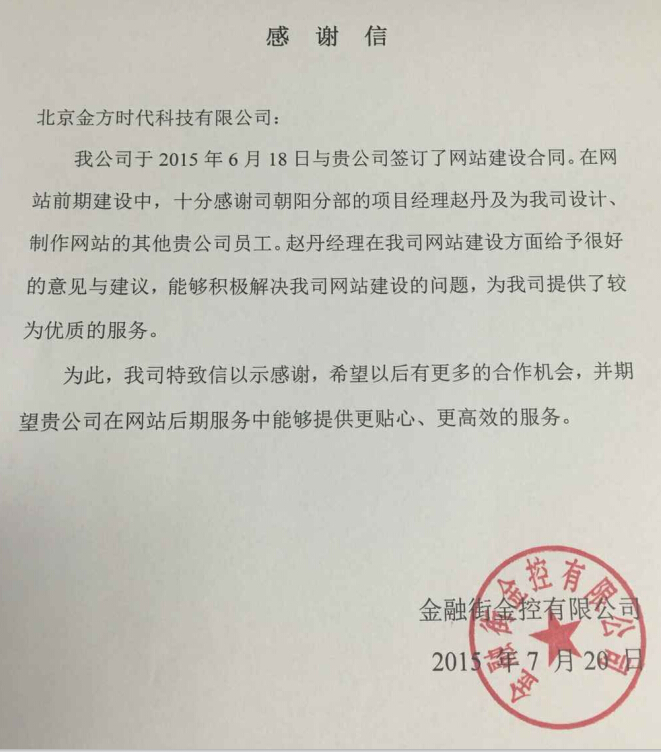 感 谢 信
北京金方时代科技有限公司：
我公司于 2015 年 6 月 18 日与贵公司签订了网站建设合同。在网
站前期建设中，十分感谢司朝阳分部的项目经理赵丹及为我司设计、
制作网站的其他贵公司员工。赵丹经理在我司网站建设方面给予很好
的意见与建议，能够积极解决我司网站建设的问题，为我司提供了较
为优质的服务。
为此，我司特致信以示感谢，希望以后有更多的合作机会，并期
望贵公司在网站后期服务中能够提供更贴心、更高效的服务。
金融街金控有限公司
2015 年 7 月 20 日
金融街金控有限公司